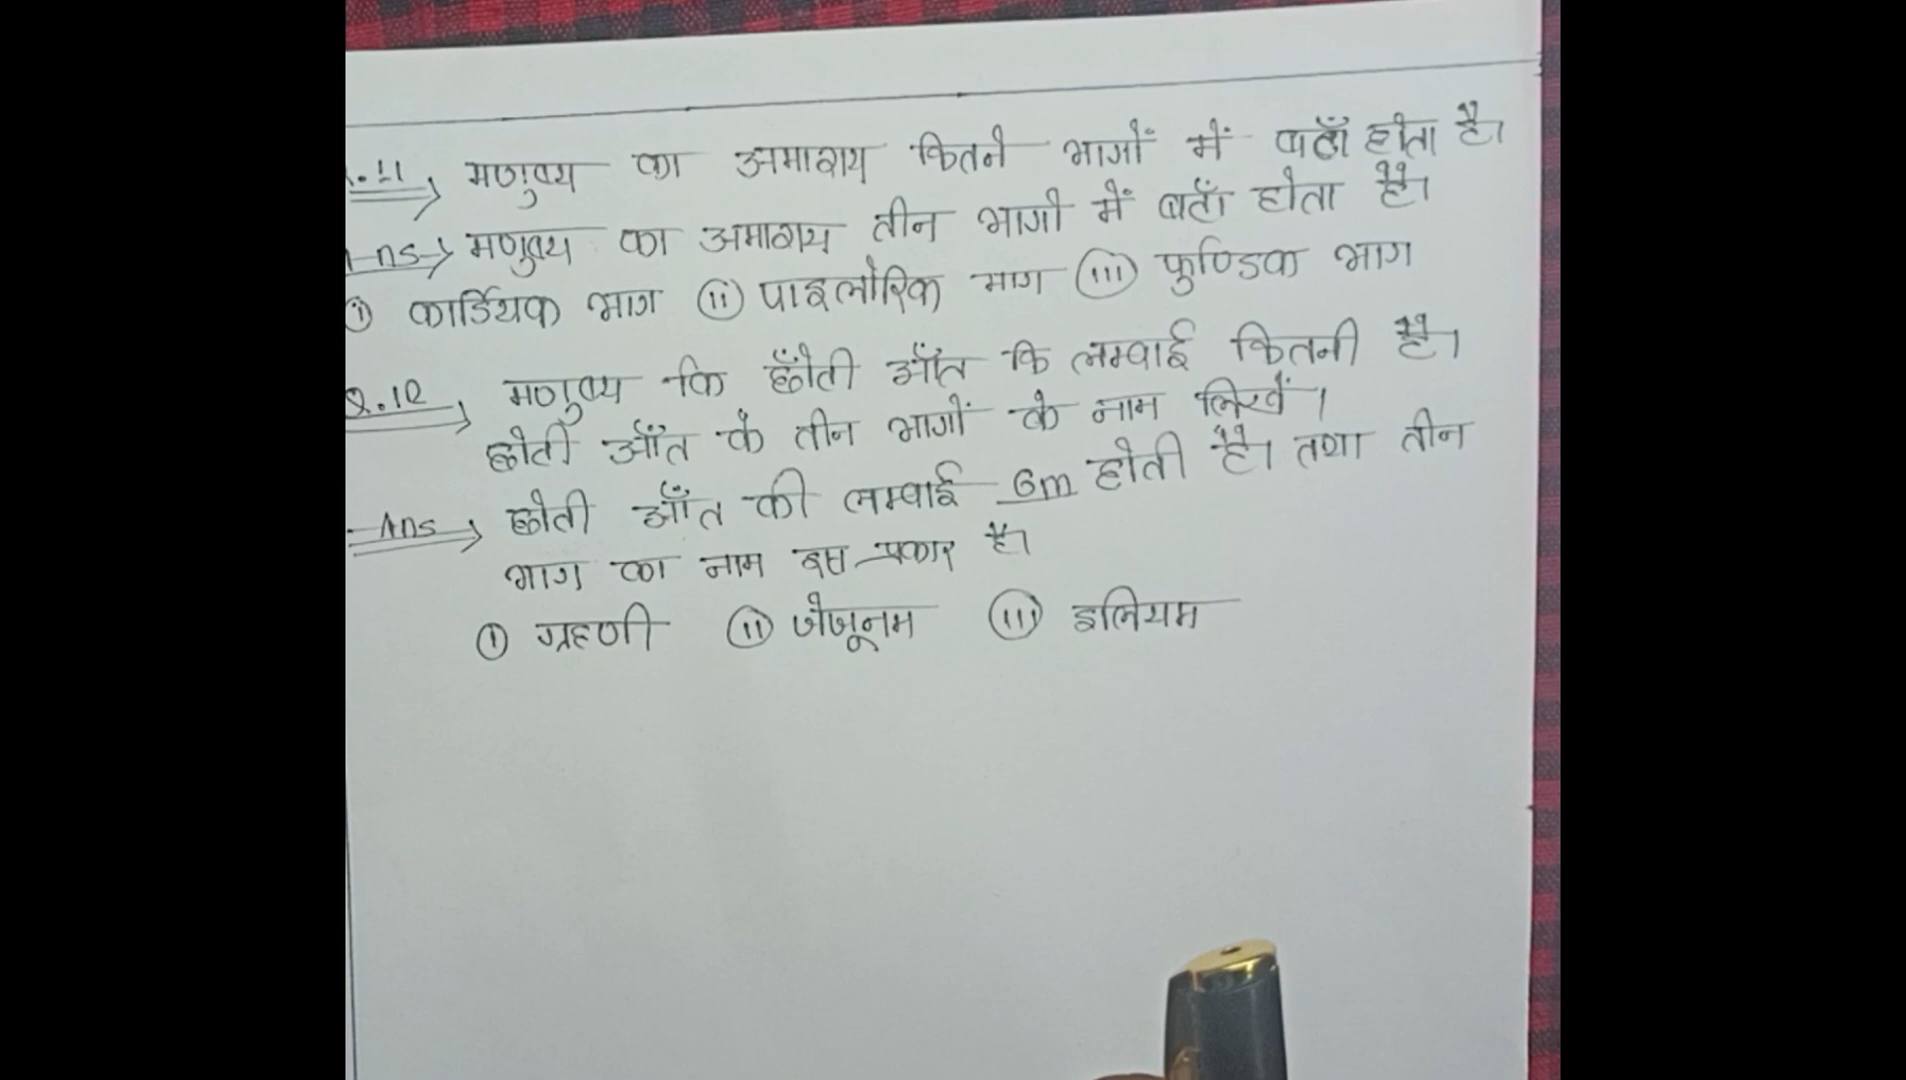 .11 → मणुष्य का अमाशय कितने भागों में बटाँ होता है।
Ans → मणुष्य का अमाशय तीन भागो में बटाँ होता हैं।
(i) कार्डियक भाग (ii) पाइलोरिक भाग (iii) फुण्डिक भाग
Q.12 → मणुष्य कि छोँती आँत कि लम्बाई कितनी हैं।
छोती आँत के तीन भागों के नाम लिखें।
Ans → छोती आँत की लम्बाई 6m होती हैं। तथा तीन
भाग का नाम इस प्रकार है।
(i) ग्रहणी (ii) जेजूनम (iii) इलियम